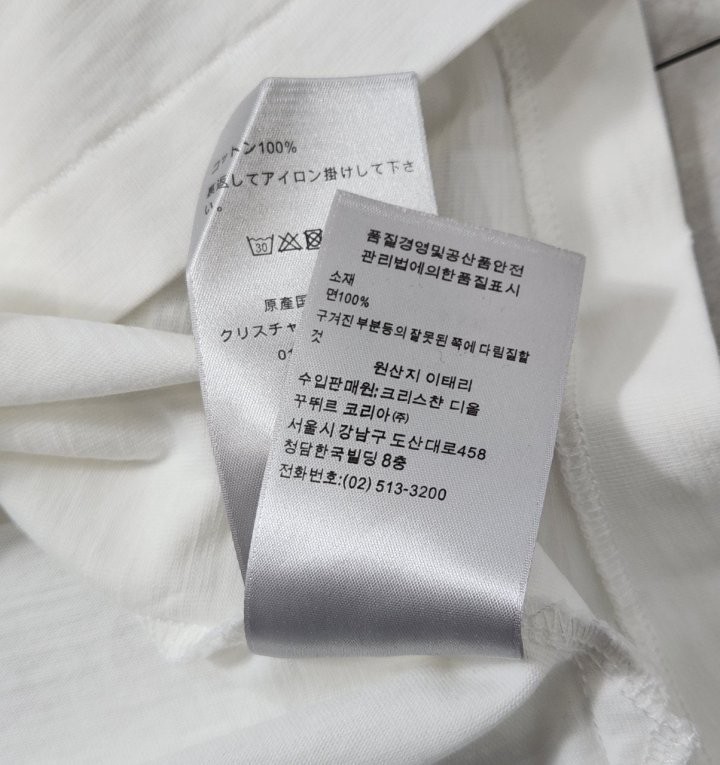 コットン100%
裏返してアイロン掛けして下さ
い。
30
原産国
クリスチャ
品질경영및공산품안전
관리법에의한품질표시
소재
면100%
구겨진 부분등의 잘못된 쪽에 다림질할
것
원산지 이태리
수입판매원:크리스챤 디올
꾸뛰르 코리아㈜
서울시 강남구 도산대로458
청담한국빌딩 8층
전화번호:(02) 513-3200